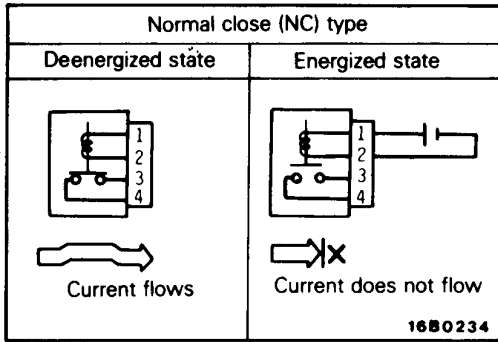 Normal close (NC) type
Deenergized state
Energized state
1
2
3
4
1
2
3
4
Current flows
Current does not flow
16B0234